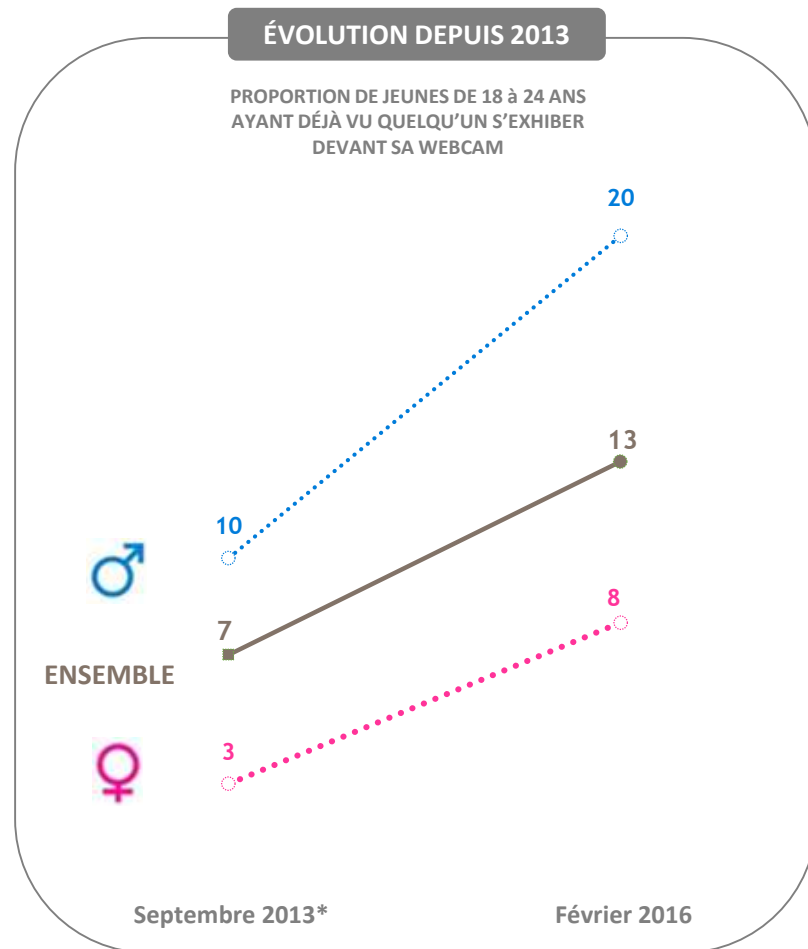 ÉVOLUTION DEPUIS 2013
PROPORTION DE JEUNES DE 18 à 24 ANS
AYANT DÉJÀ VU QUELQU'UN S'EXHIBER
DEVANT SA WEBCAM
20
13
10
8
7
ENSEMBLE
3
Septembre 2013*
Février 2016